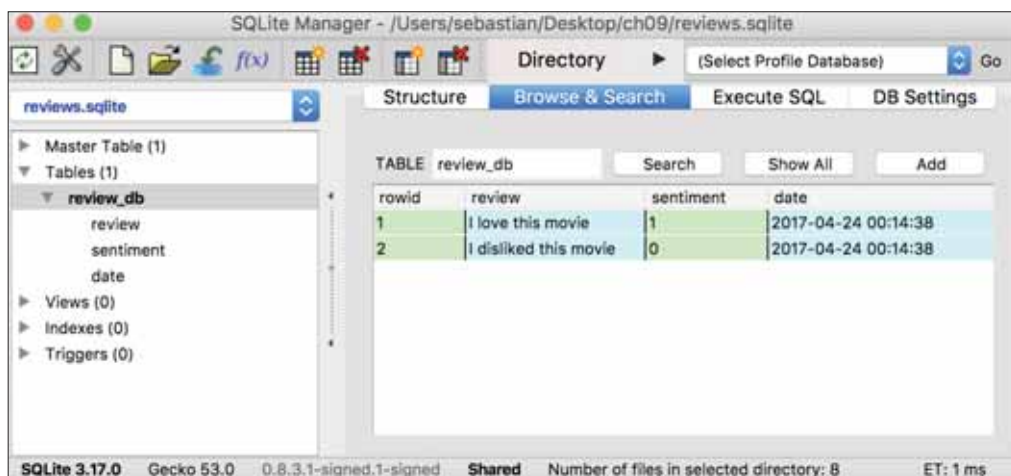 SQLite Manager - /Users/sebastian/Desktop/ch09/reviews.sqlite
f(x) Directory (Select Profile Database) Go
reviews.sqlite
Master Table (1)
Tables (1)
review_db
review
sentiment
date
Views (0)
Indexes (0)
Triggers (0)
Structure Browse & Search Execute SQL DB Settings
TABLE review_db Search Show All Add
rowid review sentiment date
1 I love this movie 1 2017-04-24 00:14:38
2 I disliked this movie 0 2017-04-24 00:14:38
SQLite 3.17.0 Gecko 53.0 0.8.3.1-signed.1-signed Shared Number of files in selected directory: 8 ET: 1 ms